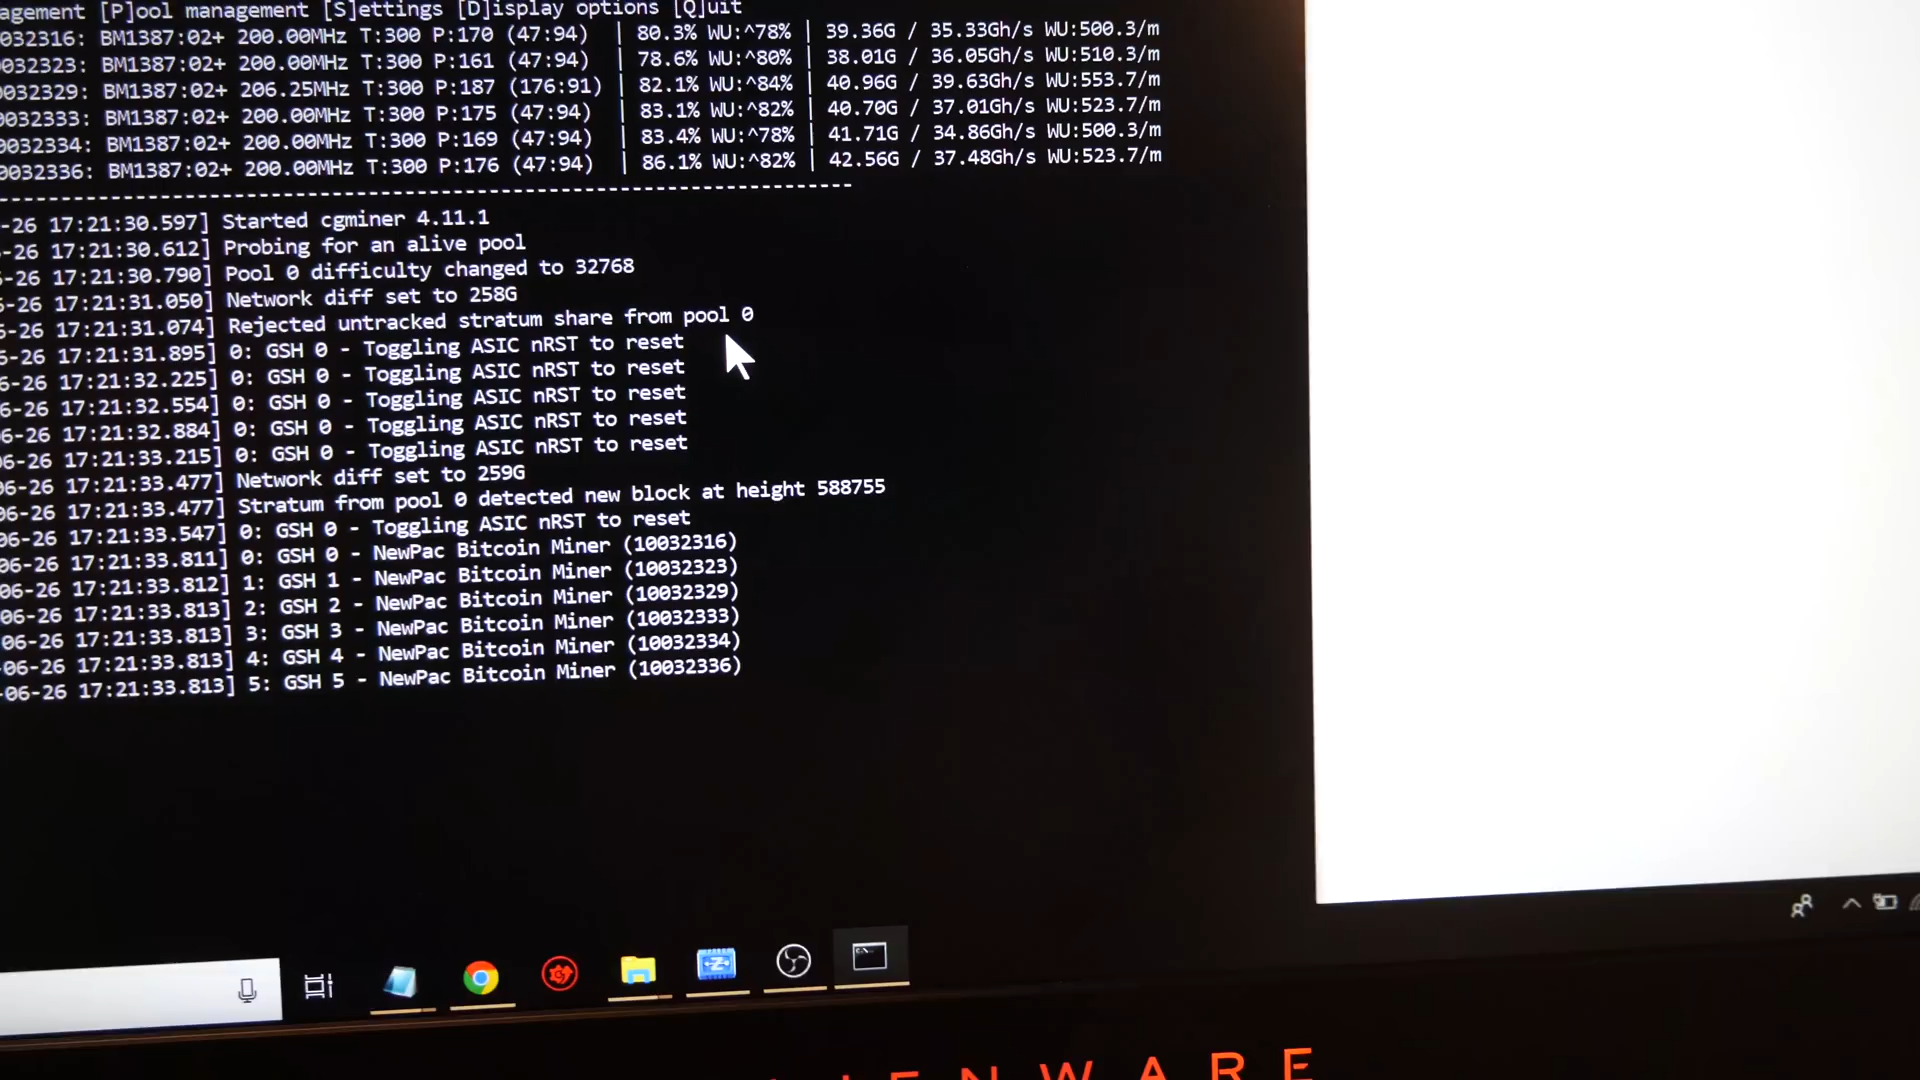 agement [P]ool management [S]ettings [D]isplay options [Q]uit
0032316: BM1387:02+ 200.00MHz T:300 P:170 (47:94) | 80.3% WU:^78% | 39.36G / 35.33Gh/s WU:500.3/m
0032323: BM1387:02+ 200.00MHz T:300 P:161 (47:94) | 78.6% WU:^80% | 38.01G / 36.05Gh/s WU:510.3/m
0032329: BM1387:02+ 206.25MHz T:300 P:187 (176:91) | 82.1% WU:^84% | 40.96G / 39.63Gh/s WU:553.7/m
0032333: BM1387:02+ 200.00MHz T:300 P:175 (47:94) | 83.1% WU:^82% | 40.70G / 37.01Gh/s WU:523.7/m
0032334: BM1387:02+ 200.00MHz T:300 P:169 (47:94) | 83.4% WU:^78% | 41.71G / 34.86Gh/s WU:500.3/m
0032336: BM1387:02+ 200.00MHz T:300 P:176 (47:94) | 86.1% WU:^82% | 42.56G / 37.48Gh/s WU:523.7/m
-26 17:21:30.597] Started cgminer 4.11.1
-26 17:21:30.612] Probing for an alive pool
-26 17:21:30.790] Pool 0 difficulty changed to 32768
-26 17:21:31.050] Network diff set to 258G
-26 17:21:31.074] Rejected untracked stratum share from pool 0
-26 17:21:31.895] 0: GSH 0 - Toggling ASIC nRST to reset
-26 17:21:32.225] 0: GSH 0 - Toggling ASIC nRST to reset
-26 17:21:32.554] 0: GSH 0 - Toggling ASIC nRST to reset
06-26 17:21:32.884] 0: GSH 0 - Toggling ASIC nRST to reset
06-26 17:21:33.215] 0: GSH 0 - Toggling ASIC nRST to reset
06-26 17:21:33.477] Network diff set to 259G
06-26 17:21:33.477] Stratum from pool 0 detected new block at height 588755
06-26 17:21:33.547] 0: GSH 0 - Toggling ASIC nRST to reset
06-26 17:21:33.811] 0: GSH 0 - NewPac Bitcoin Miner (10032316)
06-26 17:21:33.812] 1: GSH 1 - NewPac Bitcoin Miner (10032323)
06-26 17:21:33.813] 2: GSH 2 - NewPac Bitcoin Miner (10032329)
06-26 17:21:33.813] 3: GSH 3 - NewPac Bitcoin Miner (10032333)
-06-26 17:21:33.813] 4: GSH 4 - NewPac Bitcoin Miner (10032334)
-06-26 17:21:33.813] 5: GSH 5 - NewPac Bitcoin Miner (10032336)
IENWARE